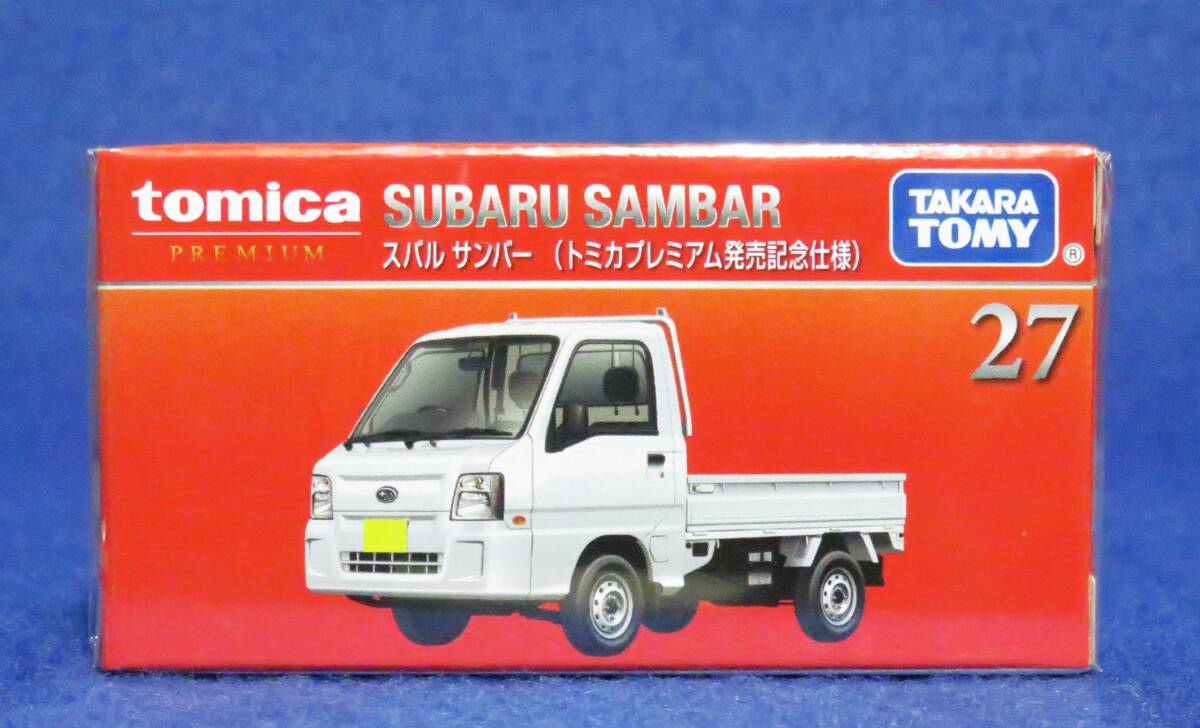 tomica
PREMIUM
SUBARU SAMBAR
スバル サンバー （トミカプレミアム発売記念仕様）
TAKARA
TOMY
®
27